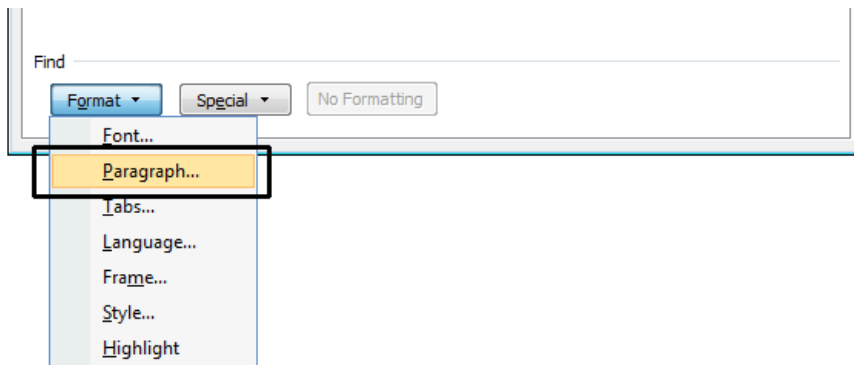 Find
Format Special No Formatting
Font...
Paragraph...
Tabs...
Language...
Frame...
Style...
Highlight